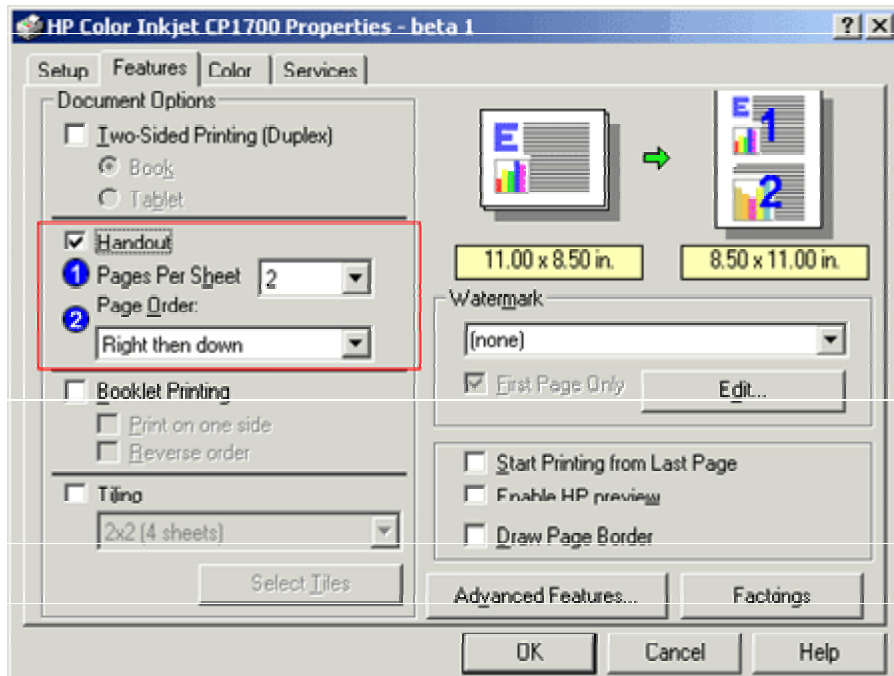 HP Color Inkjet CP1700 Properties - beta 1
Setup
Features
Color
Services
Document Options
Two-Sided Printing (Duplex)
Book
Tablet
Handout
1 Pages Per Sheet 2
2 Page Order:
Right then down
Booklet Printing
Print on one side
Reverse order
Tiling
2x2 (4 sheets)
Select Tiles
E
E 1
2
11.00 x 8.50 in.
8.50 x 11.00 in.
Watermark
(none)
First Page Only
Edit...
Start Printing from Last Page
Enable HP preview
Draw Page Border
Advanced Features...
OK
Cancel
Help